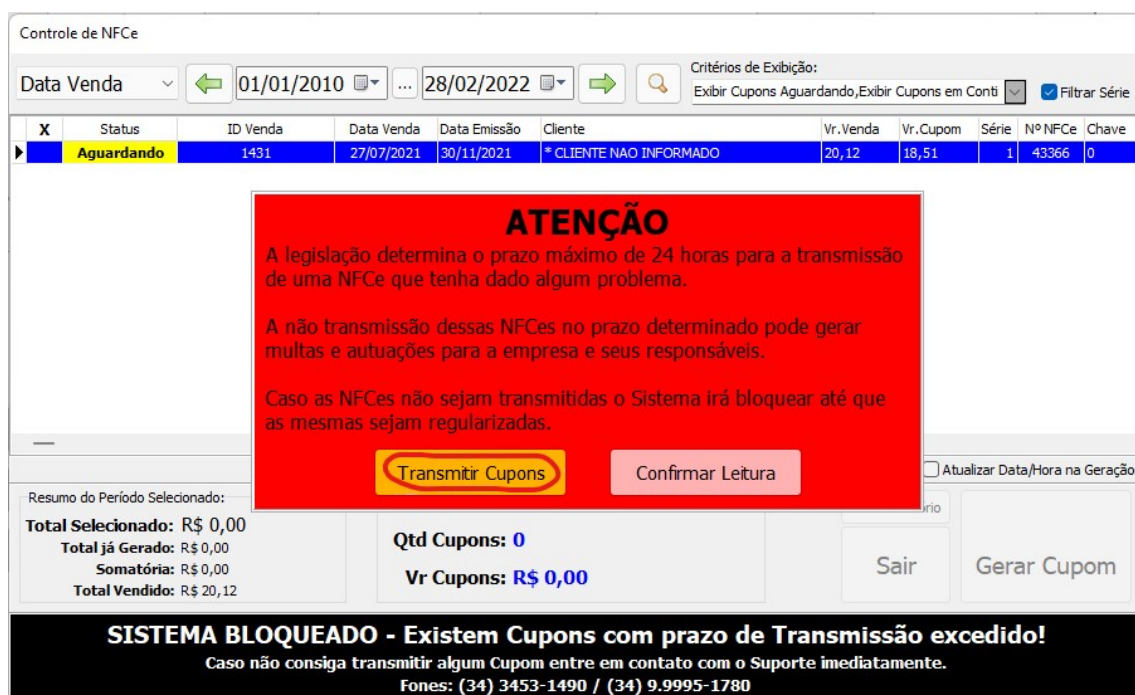 Controle de NFCe
Critérios de Exibição:
Data Venda 01/01/2010 ... 28/02/2022 Exibir Cupons Aguardando,Exibir Cupons em Conti Filtrar Série
X Status ID Venda Data Venda Data Emissão Cliente Vr.Venda Vr.Cupom Série Nº NFCe Chave
Aguardando 1431 27/07/2021 30/11/2021 * CLIENTE NAO INFORMADO 20,12 18,51 1 43366 0
ATENÇÃO
A legislação determina o prazo máximo de 24 horas para a transmissão
de uma NFCe que tenha dado algum problema.
A não transmissão dessas NFCes no prazo determinado pode gerar
multas e autuações para a empresa e seus responsáveis.
Caso as NFCes não sejam transmitidas o Sistema irá bloquear até que
as mesmas sejam regularizadas.
Transmitir Cupons Confirmar Leitura
Atualizar Data/Hora na Geração
Resumo do Período Selecionado:
Total Selecionado: R$ 0,00
Total já Gerado: R$ 0,00
Somatória: R$ 0,00
Total Vendido: R$ 20,12
Qtd Cupons: 0
Vr Cupons: R$ 0,00
Sair Gerar Cupom
SISTEMA BLOQUEADO - Existem Cupons com prazo de Transmissão excedido!
Caso não consiga transmitir algum Cupom entre em contato com o Suporte imediatamente.
Fones: (34) 3453-1490 / (34) 9.9995-1780